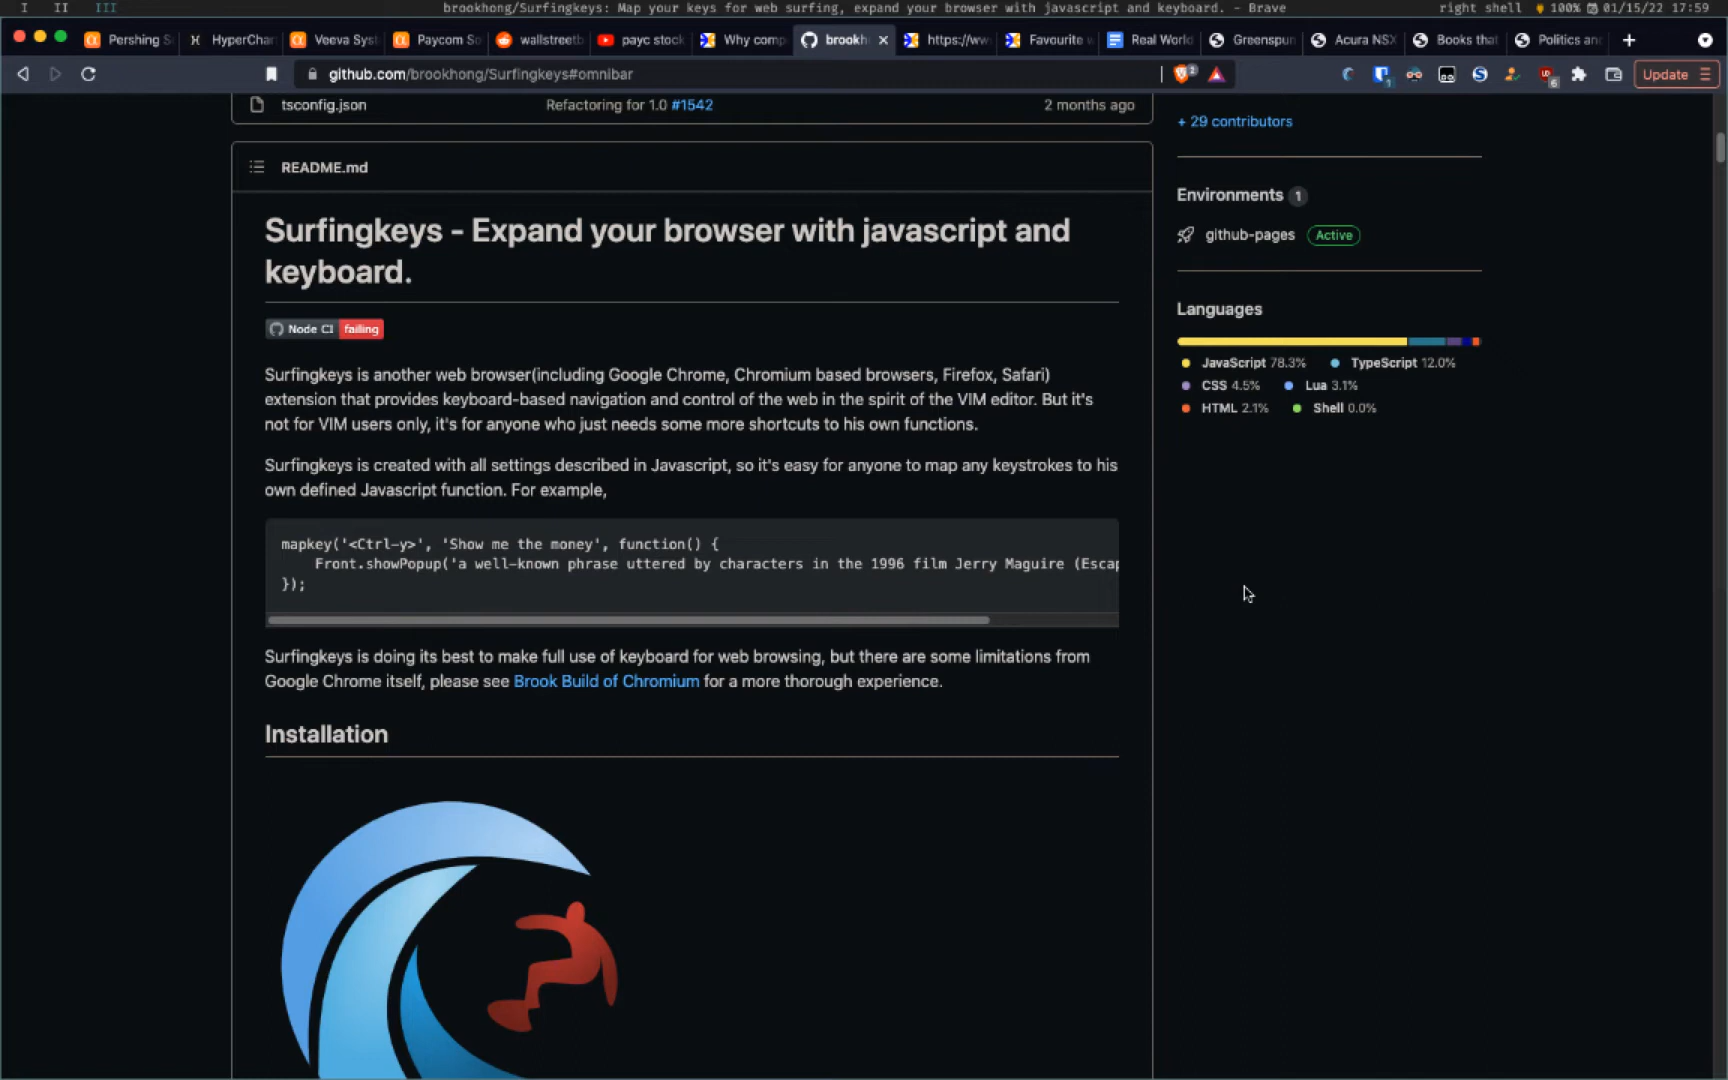 I II III brookhong/Surfingkeys: Map your keys for web surfing, expand your browser with javascript and keyboard. - Brave right shell 100% 01/15/22 17:59
Pershing S HyperChar Veeva Syst Paycom So wallstreetb payc stock Why comp brookh https://ww Favourite w Real World Greenspun Acura NSX Books that Politics and
github.com/brookhong/Surfingkeys#omnibar 2 1 6 Update
tsconfig.json Refactoring for 1.0 #1542 2 months ago
+ 29 contributors
README.md
Environments 1
github-pages Active
Surfingkeys - Expand your browser with javascript and
keyboard.
Node CI failing
Languages
JavaScript 78.3% TypeScript 12.0%
CSS 4.5% Lua 3.1%
HTML 2.1% Shell 0.0%
Surfingkeys is another web browser(including Google Chrome, Chromium based browsers, Firefox, Safari)
extension that provides keyboard-based navigation and control of the web in the spirit of the VIM editor. But it's
not for VIM users only, it's for anyone who just needs some more shortcuts to his own functions.
Surfingkeys is created with all settings described in Javascript, so it's easy for anyone to map any keystrokes to his
own defined Javascript function. For example,
mapkey('<Ctrl-y>', 'Show me the money', function() {
Front.showPopup('a well-known phrase uttered by characters in the 1996 film Jerry Maguire (Escap
});
Surfingkeys is doing its best to make full use of keyboard for web browsing, but there are some limitations from
Google Chrome itself, please see Brook Build of Chromium for a more thorough experience.
Installation